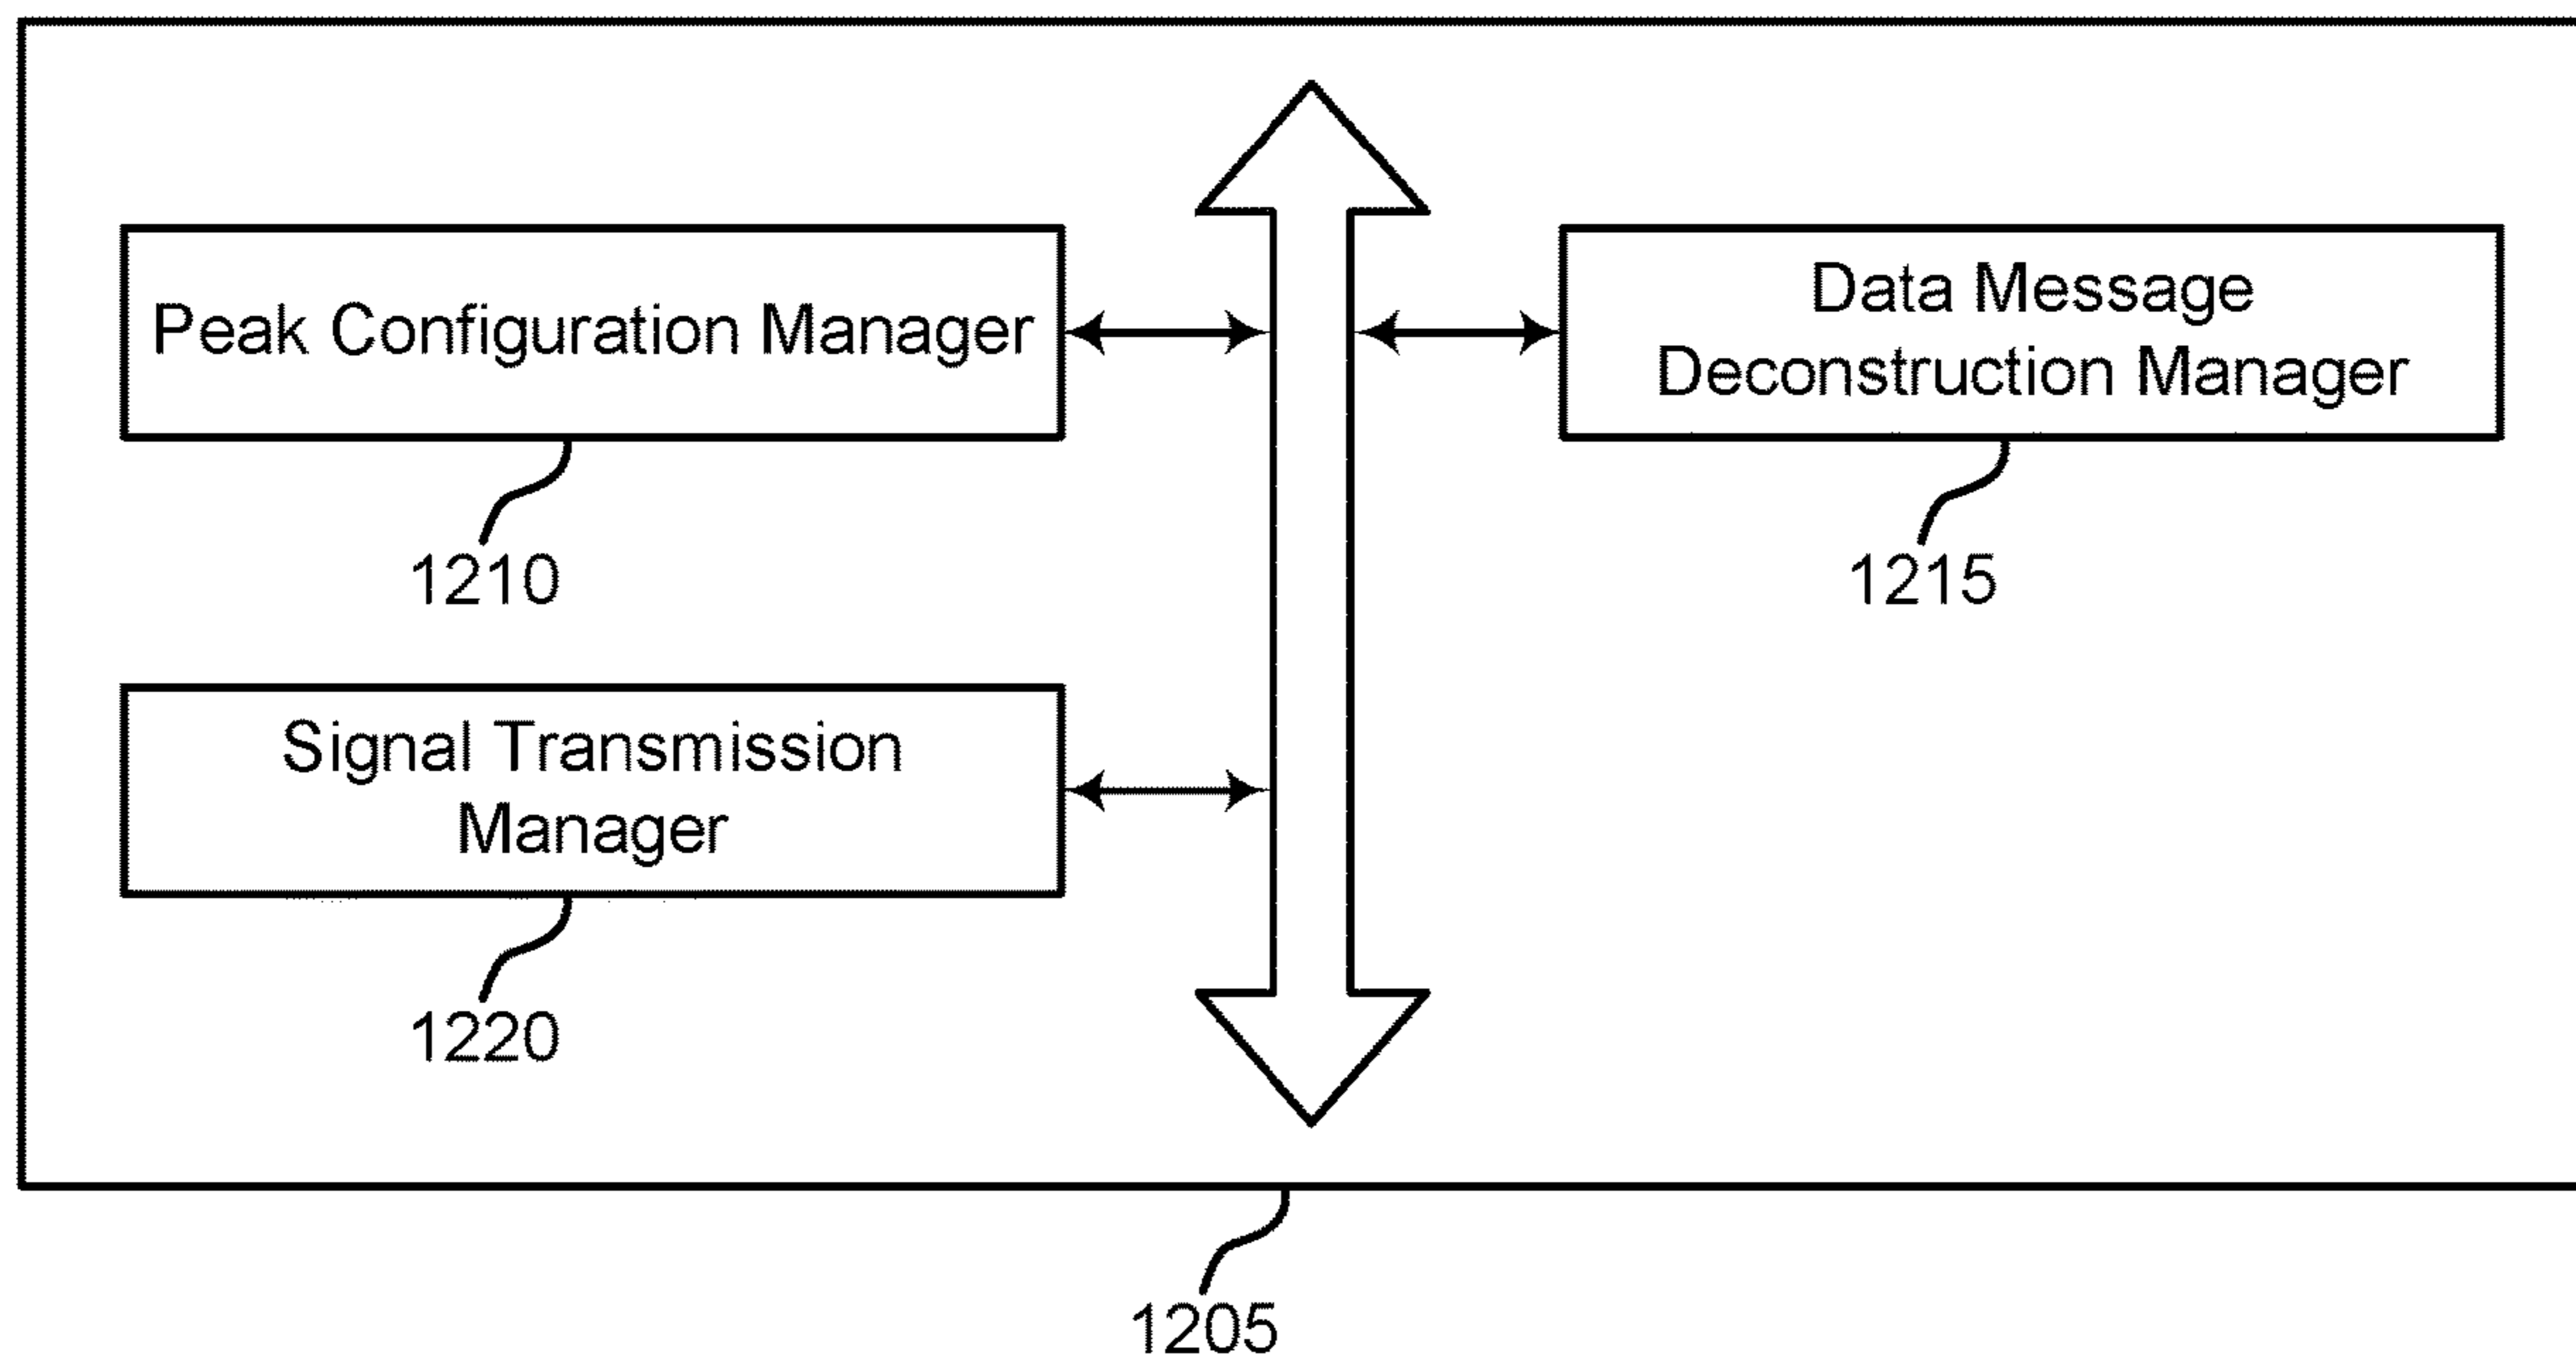 Peak Configuration Manager
1210
Data Message
Deconstruction Manager
1215
Signal Transmission
Manager
1220
1205